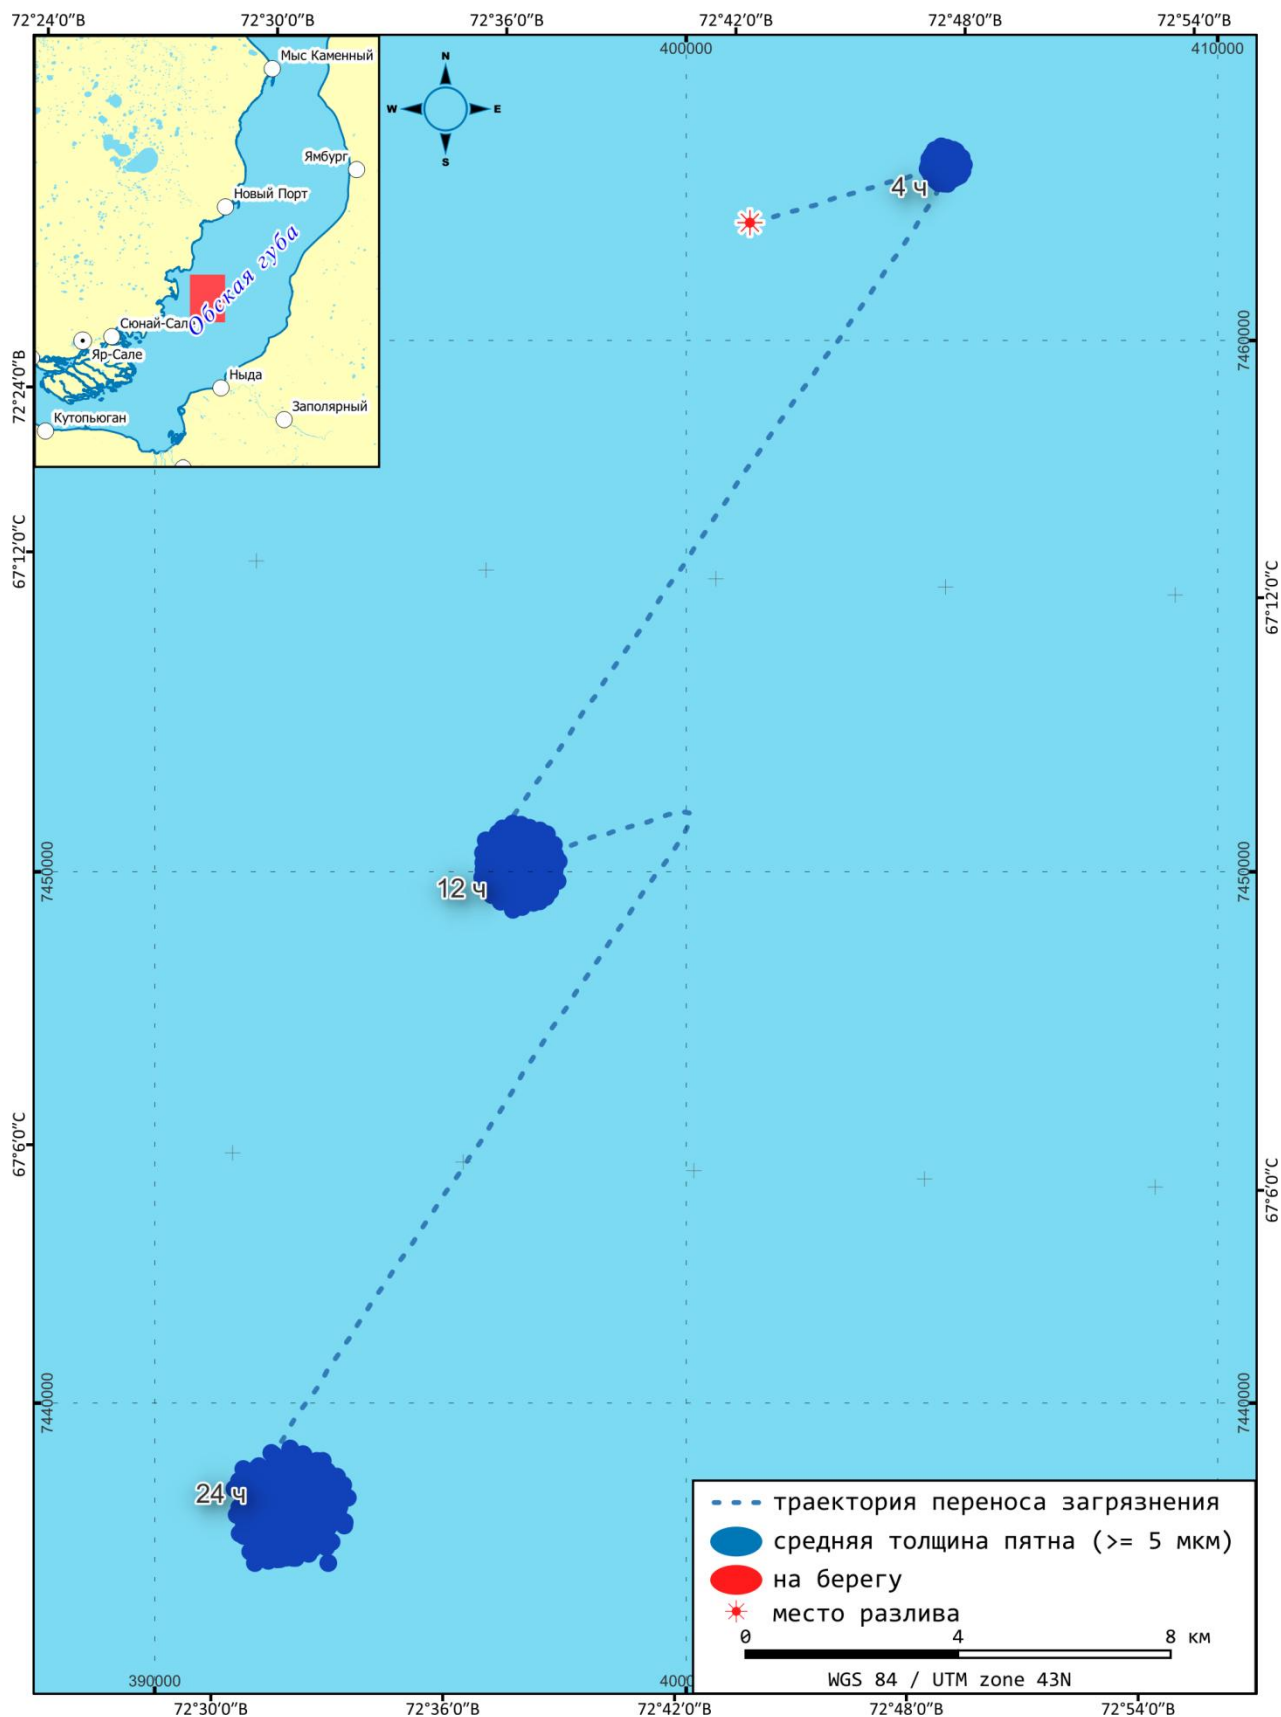 72°24′0″В 72°30′0″В 72°36′0″В 72°42′0″В 72°48′0″В 72°54′0″В
400000 410000
Мыс Каменный
N
W E
S
Ямбург
4 ч
Новый Порт
Обская губа
Сюнай-Сал
Яр-Сале
7460000
Ныда
72°24′0″В
Заполярный
Кутопьюган
67°12′0″С
67°12′0″С
7450000
7450000
12 ч
67°6′0″С
67°6′0″С
7440000
7440000
24 ч
траектория переноса загрязнения
средняя толщина пятна (>= 5 мкм)
на берегу
место разлива
0 4 8 км
WGS 84 / UTM zone 43N
390000 4000
72°30′0″В 72°36′0″В 72°42′0″В 72°48′0″В 72°54′0″В